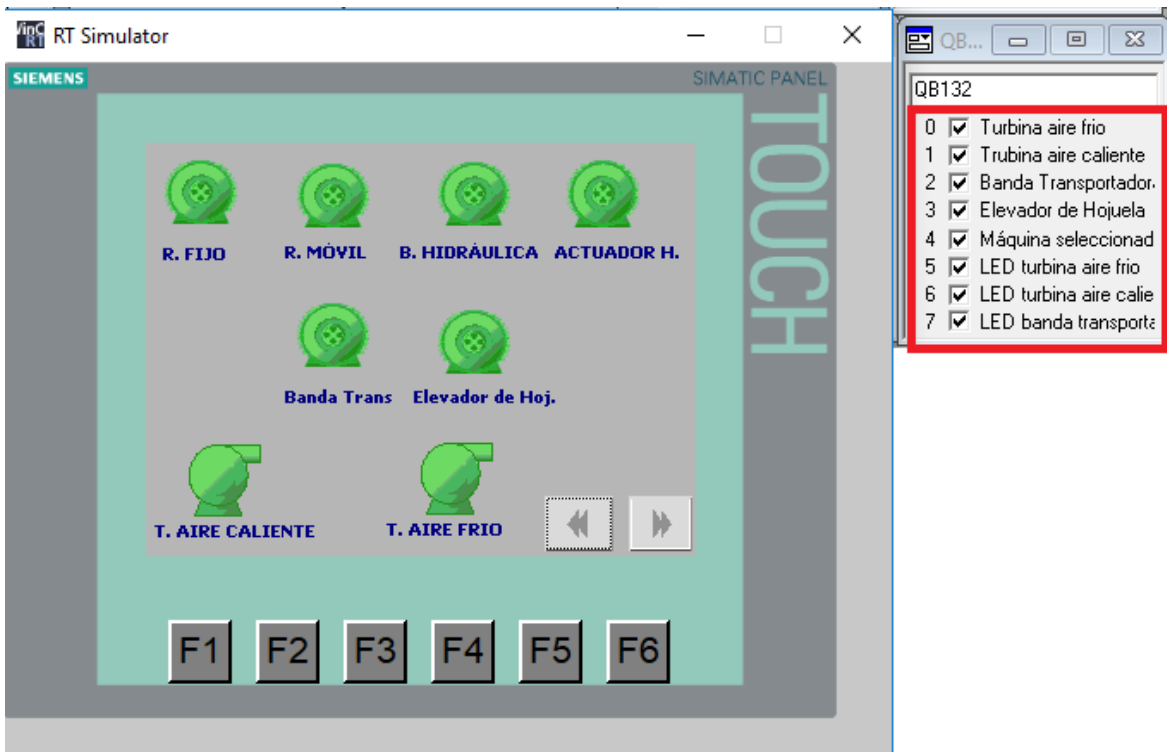 WinC RT RT Simulator
SIEMENS
SIMATIC PANEL
TOUCH
R. FIJO R. MÓVIL B. HIDRÁULICA ACTUADOR H.
Banda Trans Elevador de Hoj.
T. AIRE CALIENTE T. AIRE FRIO
F1 F2 F3 F4 F5 F6
QB...
QB132
0 Turbina aire frio
1 Trubina aire caliente
2 Banda Transportador
3 Elevador de Hojuela
4 Máquina seleccionad
5 LED turbina aire frio
6 LED turbina aire calie
7 LED banda transporta